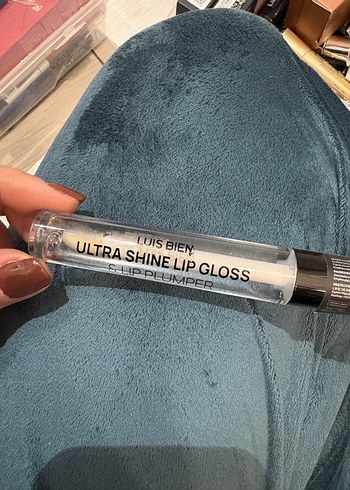 LUIS BIEN
ULTRA SHINE LIP GLOSS
& LIP PLUMPER